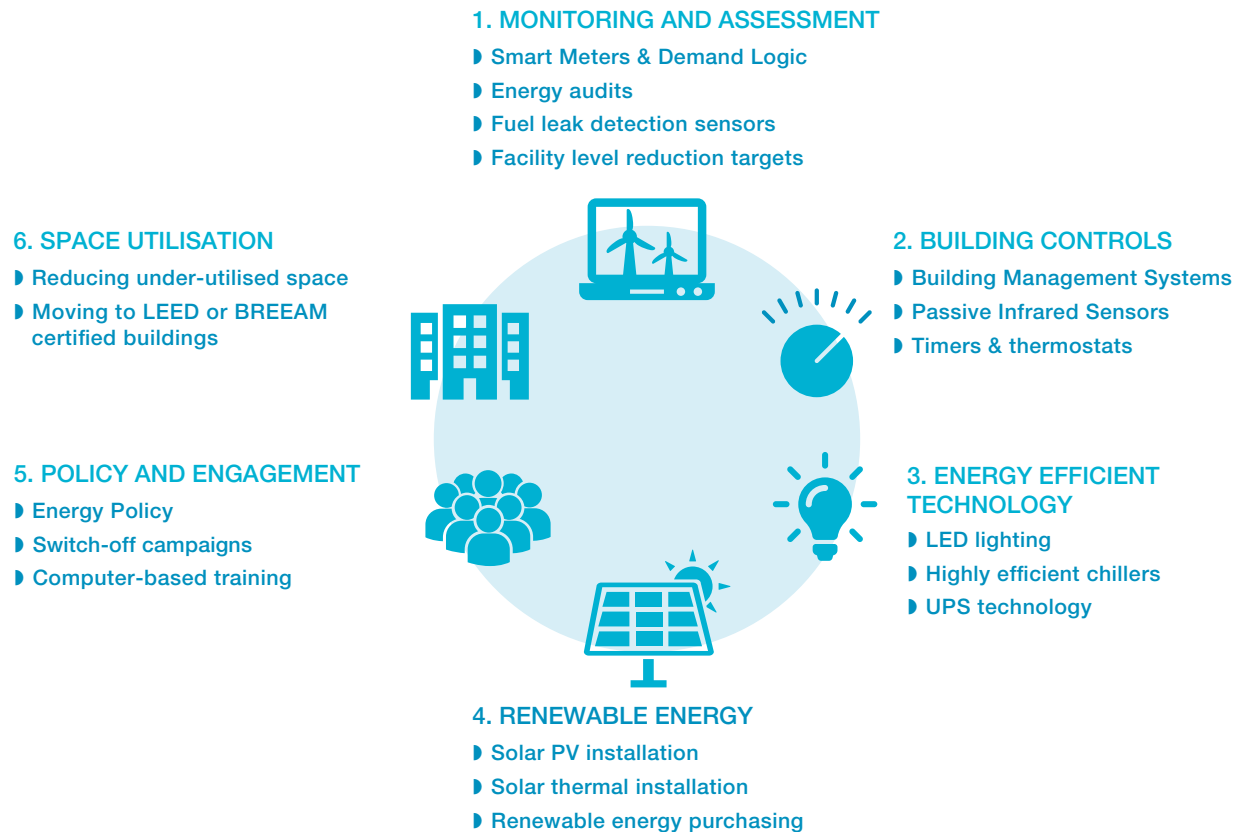 1. MONITORING AND ASSESSMENT
Smart Meters & Demand Logic
Energy audits
Fuel leak detection sensors
Facility level reduction targets
2. BUILDING CONTROLS
Building Management Systems
Passive Infrared Sensors
Timers & thermostats
3. ENERGY EFFICIENT
TECHNOLOGY
LED lighting
Highly efficient chillers
UPS technology
4. RENEWABLE ENERGY
Solar PV installation
Solar thermal installation
Renewable energy purchasing
5. POLICY AND ENGAGEMENT
Energy Policy
Switch-off campaigns
Computer-based training
6. SPACE UTILISATION
Reducing under-utilised space
Moving to LEED or BREEAM
certified buildings